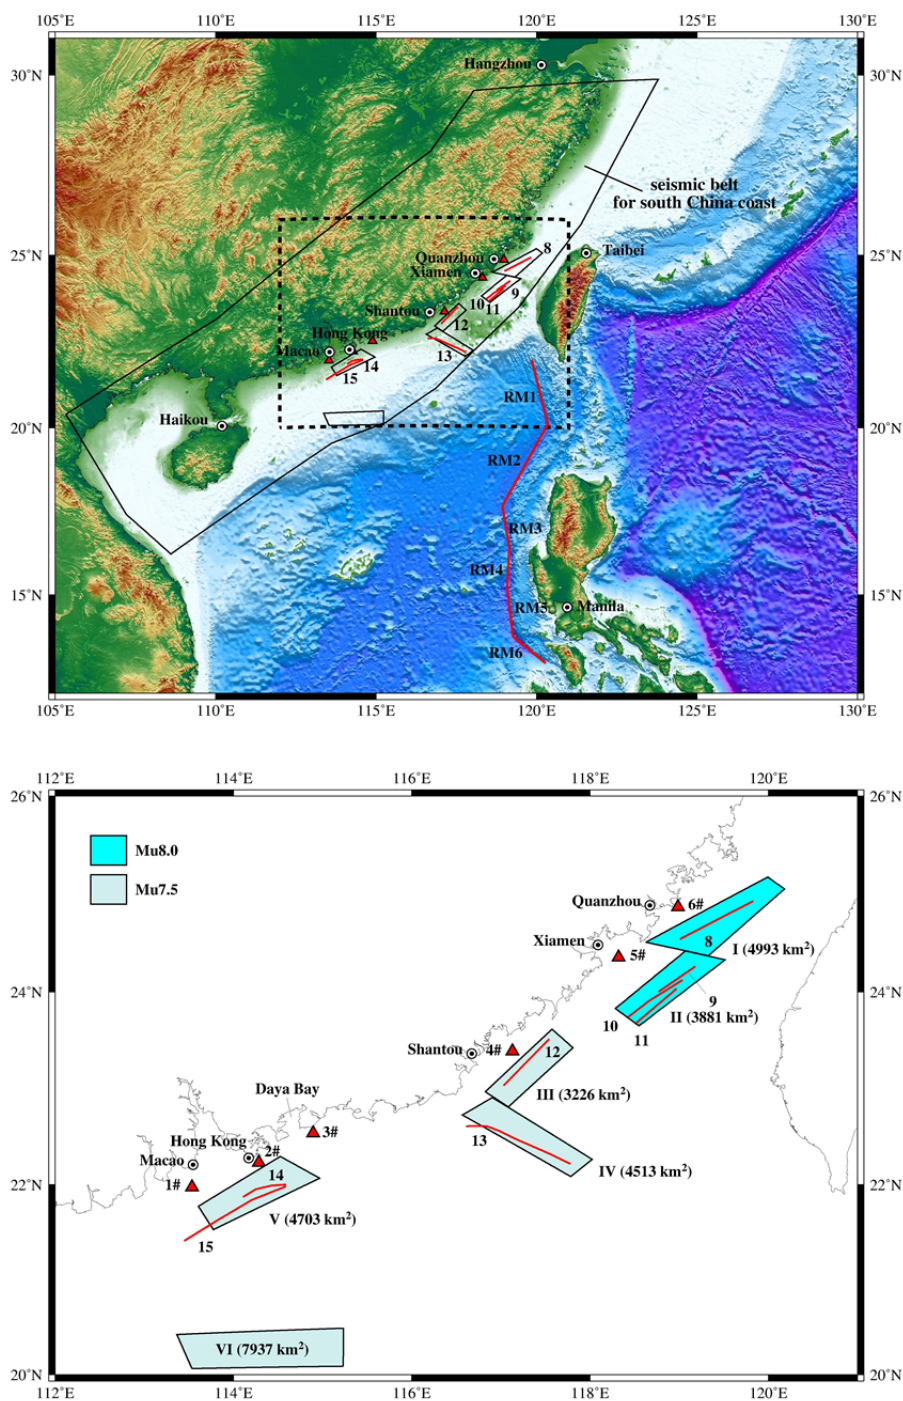 105°E 110°E 115°E 120°E 125°E 130°E
30°N 30°N
Hangzhou
seismic belt
for south China coast
25°N 25°N
Quanzhou 8
Taibei
Xiamen
9
10 11
Shantou
12
Hong Kong
13
Macao 14
15
RM1
Haikou
20°N 20°N
RM2
RM3
RM4
15°N 15°N
RM5 Manila
RM6
105°E 110°E 115°E 120°E 125°E 130°E
112°E 114°E 116°E 118°E 120°E
26°N 26°N
Mu8.0
Mu7.5
Quanzhou 6#
Xiamen 8 I (4993 km²)
5#
24°N 24°N
9
10 II (3881 km²)
11
Shantou 4# 12
Daya Bay III (3226 km²)
3#
Hong Kong 13
2#
Macao 14 IV (4513 km²)
22°N 22°N
1#
V (4703 km²)
15
VI (7937 km²)
20°N 20°N
112°E 114°E 116°E 118°E 120°E